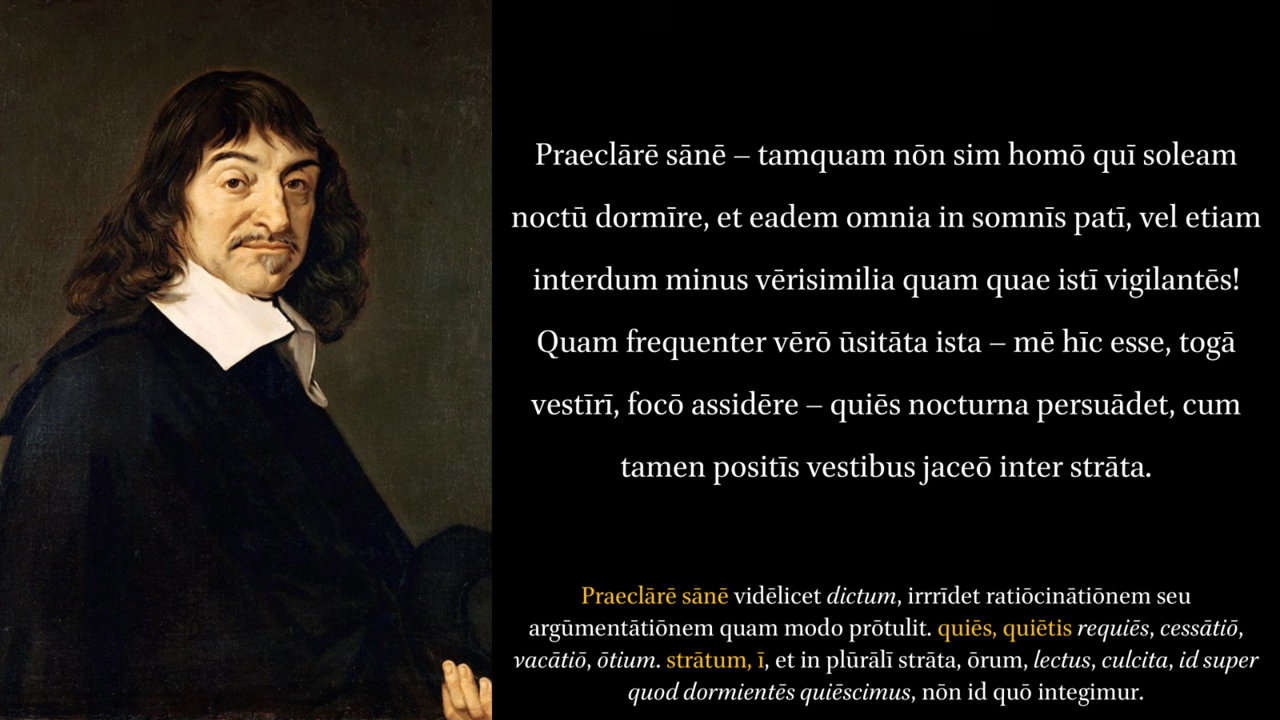 Praeclārē sānē – tamquam nōn sim homō quī soleam
noctū dormīre, et eadem omnia in somnīs patī, vel etiam
interdum minus vērisimilia quam quae istī vigilantēs!
Quam frequenter vērō ūsitāta ista – mē hīc esse, togā
vestīrī, focō assidēre – quiēs nocturna persuādet, cum
tamen positīs vestibus jaceō inter strāta.
Praeclārē sānē vidēlicet dictum, irrrīdet ratiōcinātiōnem seu
argūmentātiōnem quam modo prōtulit. quiēs, quiētis requiēs, cessātiō,
vacātiō, ōtium. strātum, ī, et in plūrālī strāta, ōrum, lectus, culcita, id super
quod dormientēs quiēscimus, nōn id quō integimur.